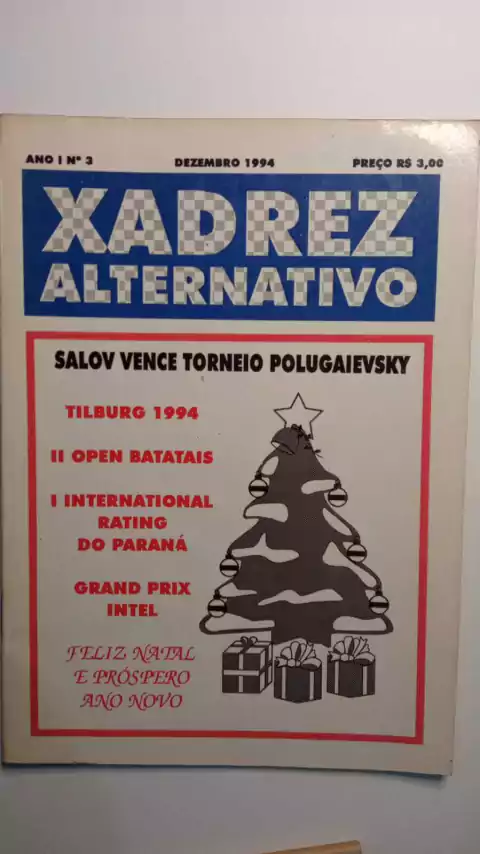 ANO I Nº 3 DEZEMBRO 1994 PREÇO R$ 3,00
XADREZ
ALTERNATIVO
SALOV VENCE TORNEIO POLUGAIEVSKY
TILBURG 1994
II OPEN BATATAIS
I INTERNATIONAL
RATING
DO PARANÁ
GRAND PRIX
INTEL
FELIZ NATAL
E PRÓSPERO
ANO NOVO